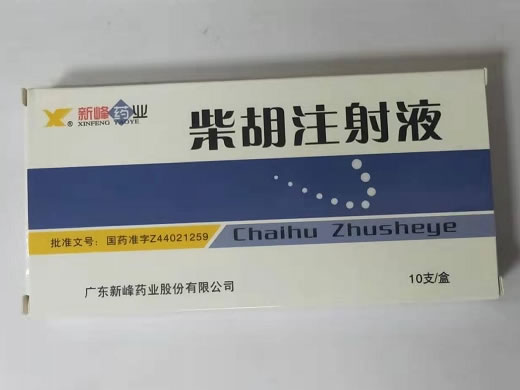 新峰药业
XINFENG YAOYE
®
柴胡注射液
批准文号：国药准字Z44021259
Chaihu Zhusheye
广东新峰药业股份有限公司
10支/盒